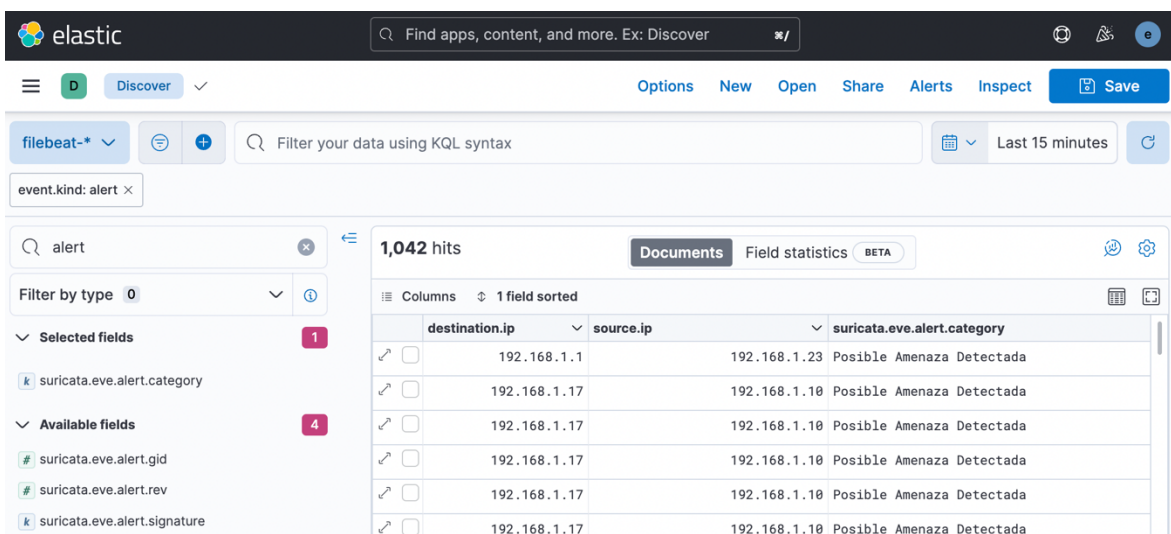 elastic
Find apps, content, and more. Ex: Discover
⌘/
e
D
Discover
Options
New
Open
Share
Alerts
Inspect
Save
filebeat-*
Filter your data using KQL syntax
Last 15 minutes
event.kind: alert ×
alert
1,042 hits
Documents
Field statistics
BETA
Filter by type 0
Columns
1 field sorted
destination.ip source.ip suricata.eve.alert.category
Selected fields
1
192.168.1.1 192.168.1.23 Posible Amenaza Detectada
k suricata.eve.alert.category
192.168.1.17 192.168.1.10 Posible Amenaza Detectada
Available fields
4
192.168.1.17 192.168.1.10 Posible Amenaza Detectada
# suricata.eve.alert.gid
192.168.1.17 192.168.1.10 Posible Amenaza Detectada
# suricata.eve.alert.rev
192.168.1.17 192.168.1.10 Posible Amenaza Detectada
k suricata.eve.alert.signature
192.168.1.17 192.168.1.10 Posible Amenaza Detectada